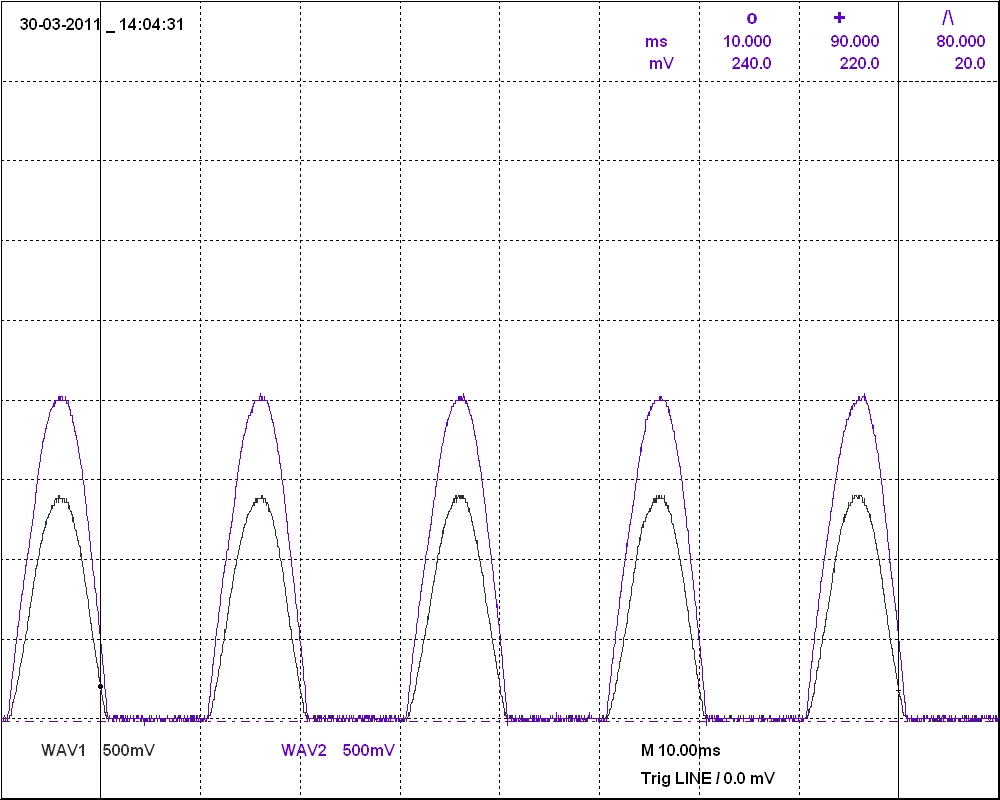 30-03-2011 _ 14:04:31
o + /\
ms 10.000 90.000 80.000
mV 240.0 220.0 20.0
WAV1 500mV WAV2 500mV M 10.00ms
Trig LINE / 0.0 mV